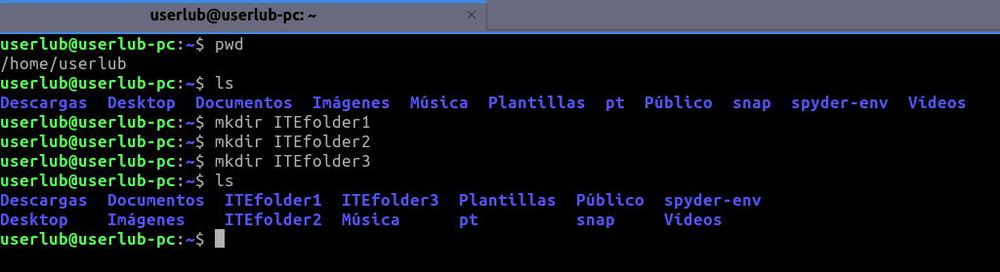 userlub@userlub-pc: ~ ×
userlub@userlub-pc:~$ pwd
/home/userlub
userlub@userlub-pc:~$ ls
Descargas  Desktop  Documentos  Imágenes  Música  Plantillas  pt  Público  snap  spyder-env  Vídeos
userlub@userlub-pc:~$ mkdir ITEfolder1
userlub@userlub-pc:~$ mkdir ITEfolder2
userlub@userlub-pc:~$ mkdir ITEfolder3
userlub@userlub-pc:~$ ls
Descargas  Documentos  ITEfolder1  ITEfolder3  Plantillas  Público  spyder-env
Desktop    Imágenes    ITEfolder2  Música      pt          snap     Vídeos
userlub@userlub-pc:~$